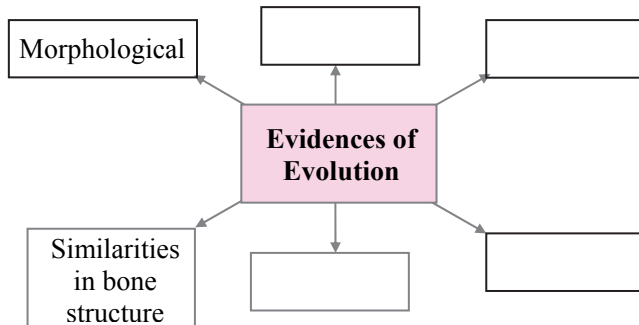 Morphological
Evidences of
Evolution
Similarities
in bone
structure